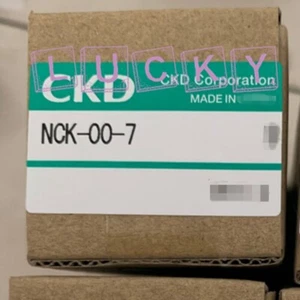 LUCKY
CKD CKD Corporation
MADE IN
NCK-00-7